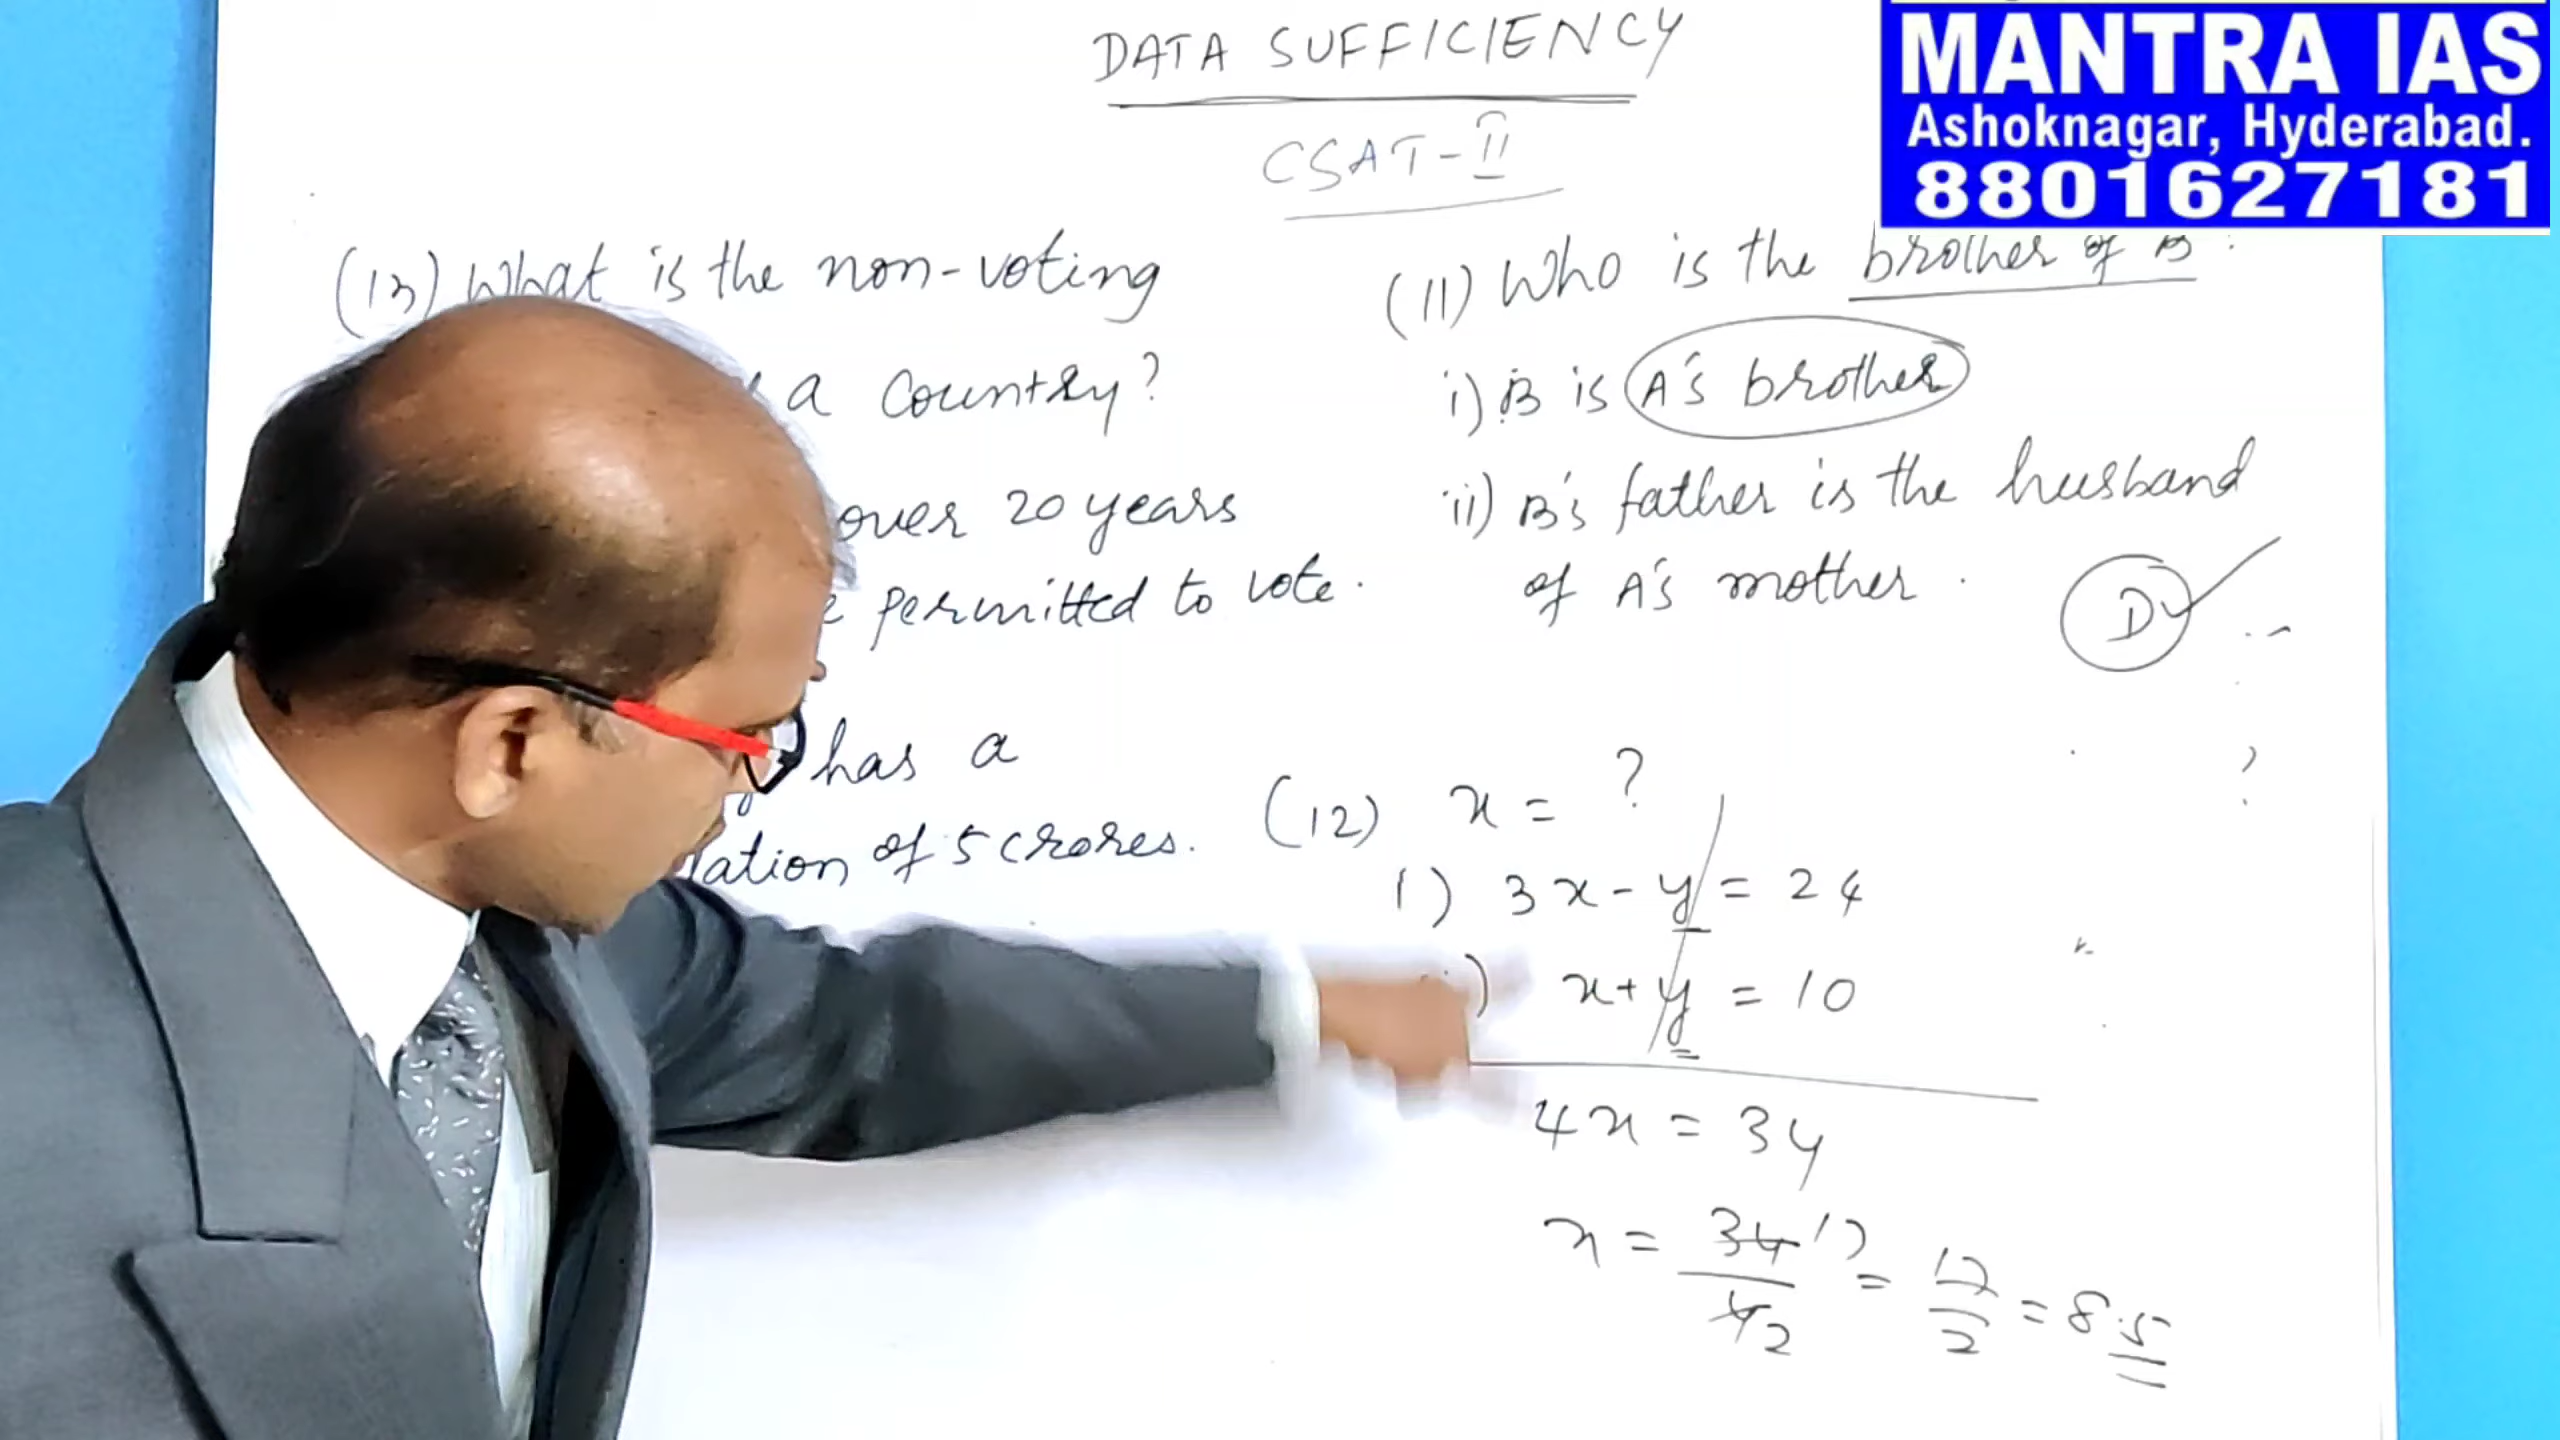 DATA SUFFICIENCY
CSAT-II
MANTRA IAS
Ashoknagar, Hyderabad.
8801627181
(13) What is the non-voting
a country?
over 20 years
permitted to vote.
has a
of 5 crores.
(11) Who is the brother of B?
i) B is A's brother
ii) B's father is the husband
of A's mother.
D
(12) x = ?
i) 3x - y = 24
x + y = 10
4x = 34
x = 34/4 17 2 = 17/2 = 8.5